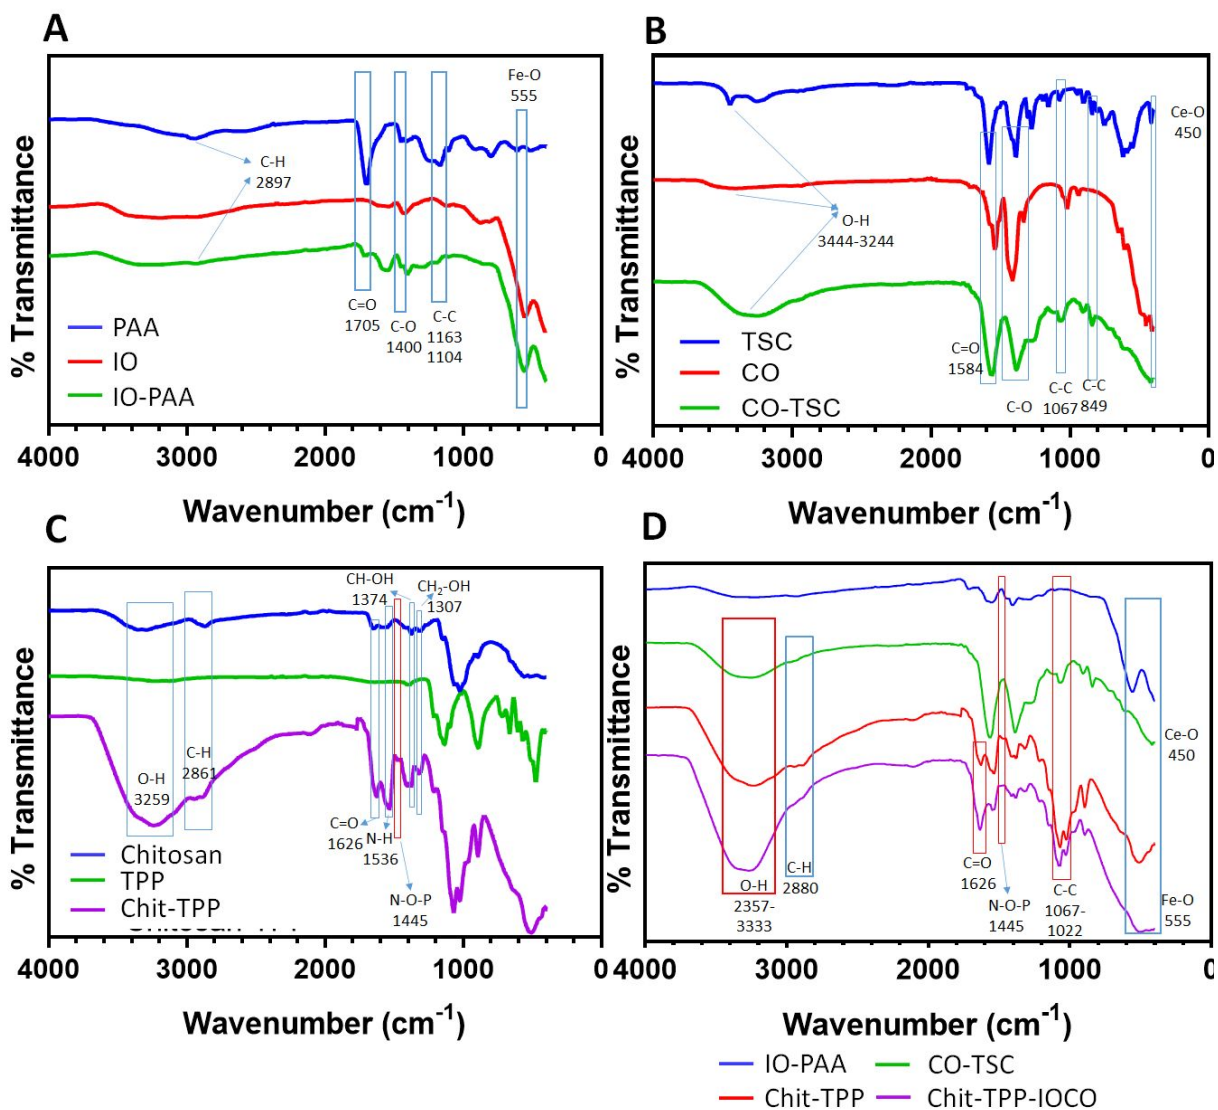 A
% Transmittance
Fe-O
555
C-H
2897
C=O
1705
C-O
1400
C-C
1163
1104
PAA
IO
IO-PAA
4000 3000 2000 1000 0
Wavenumber (cm-1)
B
% Transmittance
Ce-O
450
O-H
3444-3244
C=O
1584
C-O
C-C
1067
C-C
849
TSC
CO
CO-TSC
4000 3000 2000 1000 0
Wavenumber (cm-1)
C
% Transmittance
CH-OH
1374
CH2-OH
1307
O-H
3259
C-H
2861
C=O
1626
N-H
1536
N-O-P
1445
Chitosan
TPP
Chit-TPP
4000 3000 2000 1000 0
Wavenumber (cm-1)
D
% Transmittance
Ce-O
450
O-H
2357-
3333
C-H
2880
C=O
1626
N-O-P
1445
C-C
1067-
1022
Fe-O
555
4000 3000 2000 1000 0
Wavenumber (cm-1)
IO-PAA CO-TSC
Chit-TPP Chit-TPP-IOCO